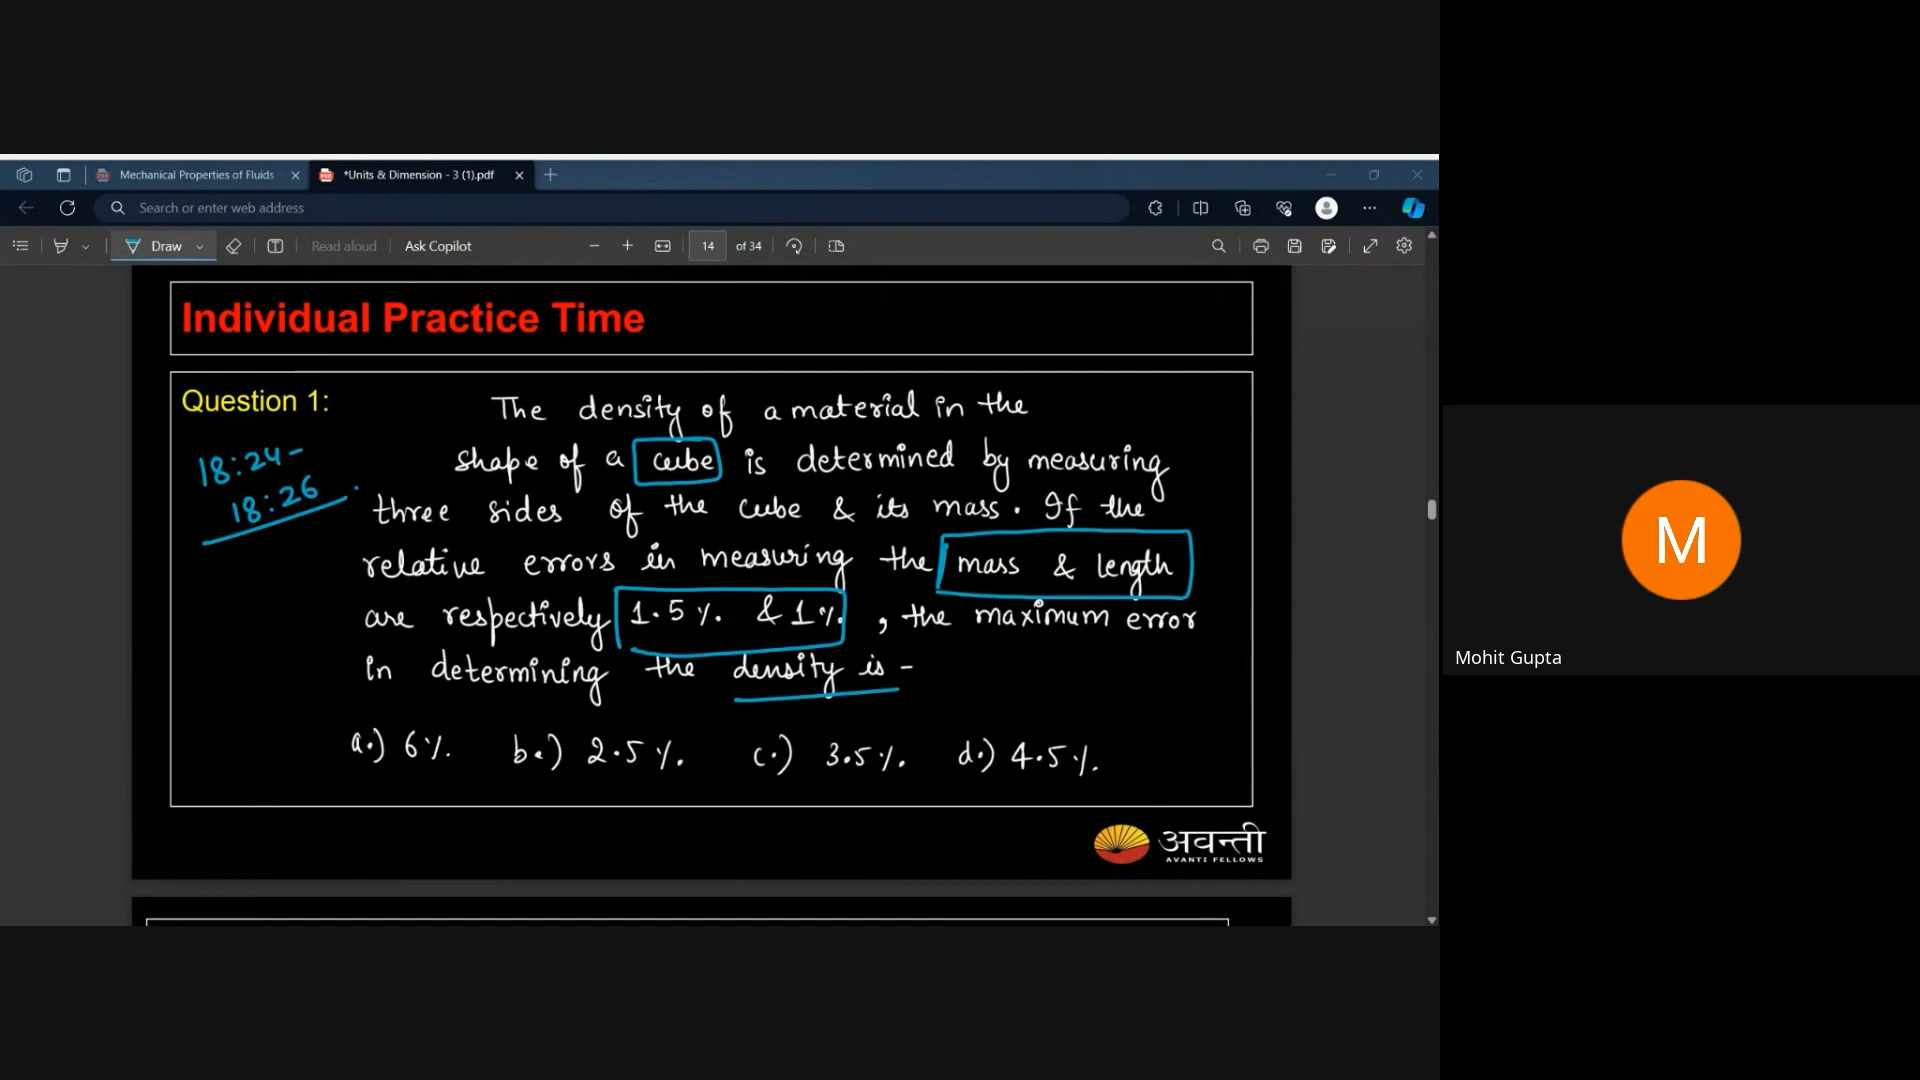 Mechanical Properties of Fluids
*Units & Dimension - 3 (1).pdf
Search or enter web address
Draw
Read aloud
Ask Copilot
14 of 34
Individual Practice Time
Question 1:
The density of a material in the
shape of a cube is determined by measuring
three sides of the cube & its mass. If the
relative errors in measuring the mass & length
are respectively 1.5 %. & 1 %. , the maximum error
in determining the density is -
18:24-
18:26
a.) 6 %. b.) 2.5 %. c.) 3.5 %. d.) 4.5 %.
अवन्ती
AVANTI FELLOWS
M
Mohit Gupta